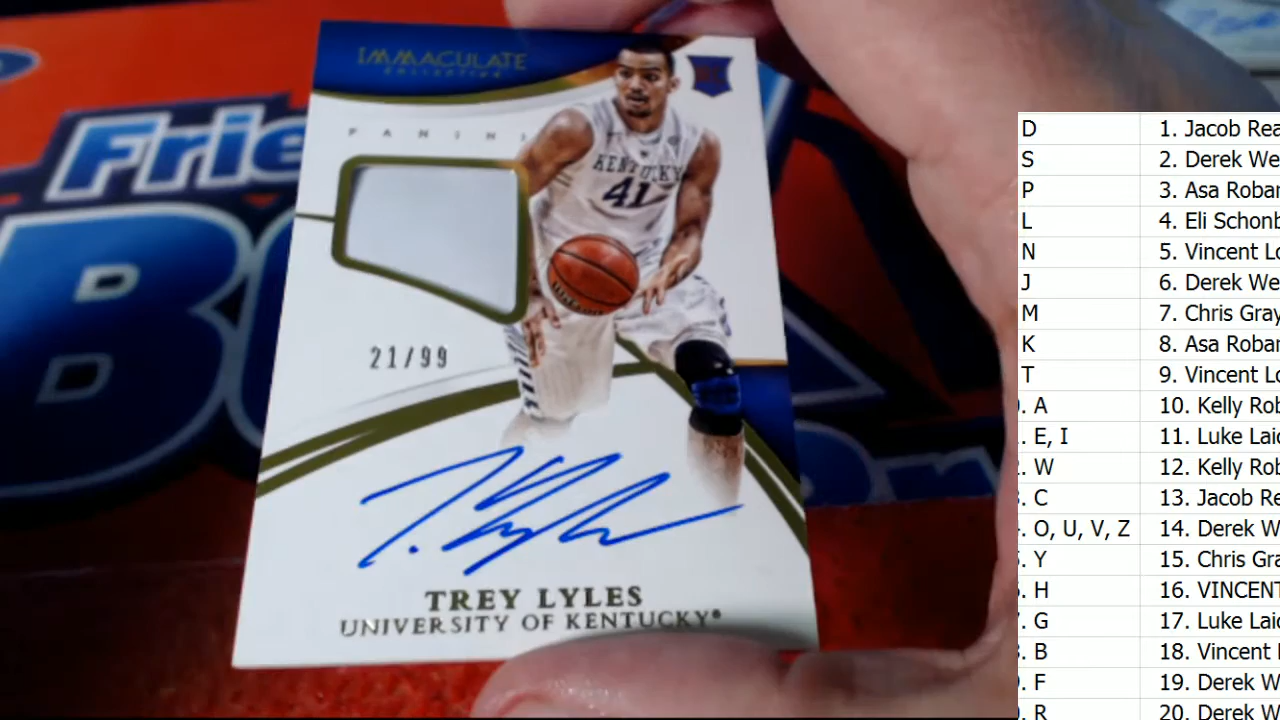 IMMACULATE
collection
PANINI
KENTUCKY
41
21/99
TREY LYLES
UNIVERSITY OF KENTUCKY
Frie
D 1. Jacob Rea
S 2. Derek We
P 3. Asa Robar
L 4. Eli Schonb
N 5. Vincent Lo
J 6. Derek We
M 7. Chris Gray
K 8. Asa Robar
T 9. Vincent Lo
. A 10. Kelly Rob
. E, I 11. Luke Laid
. W 12. Kelly Rob
. C 13. Jacob Re
. O, U, V, Z 14. Derek W
. Y 15. Chris Gra
. H 16. VINCENT
. G 17. Luke Laid
. B 18. Vincent
. F 19. Derek W
. R 20. Derek W